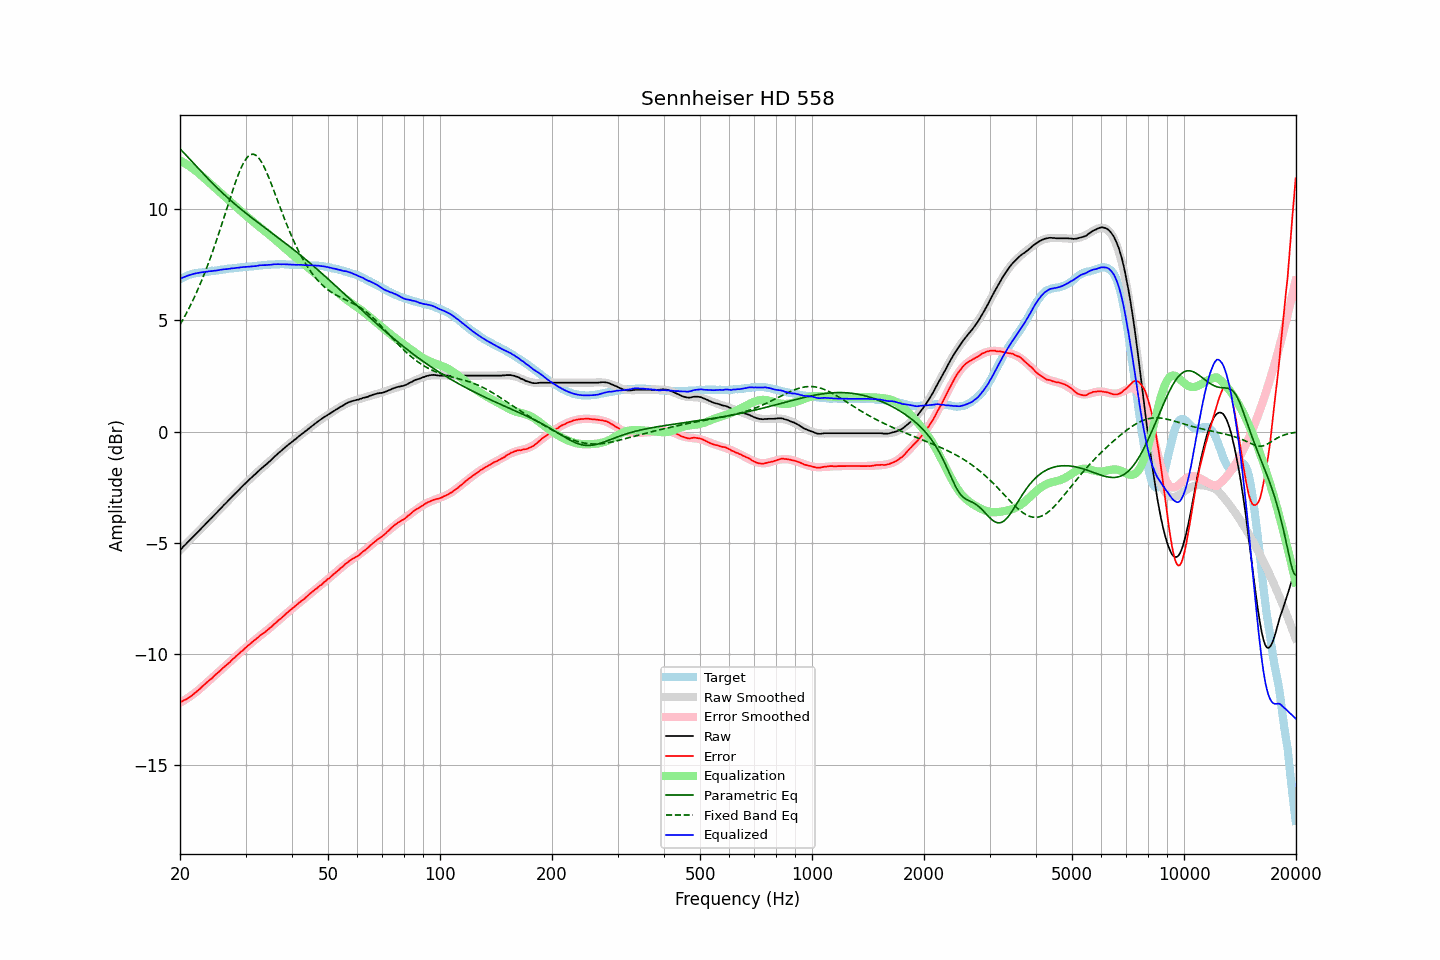 Sennheiser HD 558
Amplitude (dBr)
10
5
0
−5
−10
−15
Target
Raw Smoothed
Error Smoothed
Raw
Error
Equalization
Parametric Eq
Fixed Band Eq
Equalized
20 50 100 200 500 1000 2000 5000 10000 20000
Frequency (Hz)